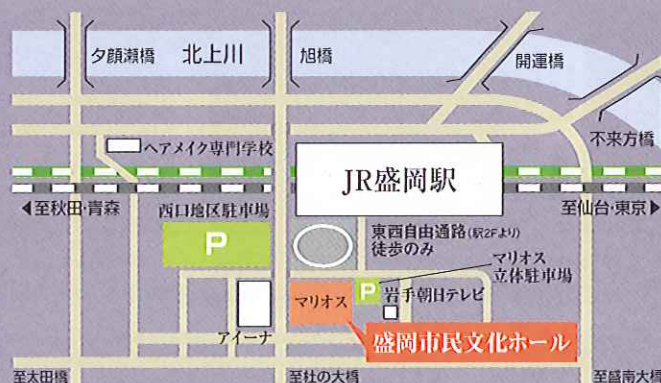 夕顔瀬橋
北上川
旭橋
開運橋
不来方橋
ヘアメイク専門学校
JR盛岡駅
◀至秋田・青森
西口地区駐車場
至仙台・東京▶
P
東西自由通路(駅2Fより)
徒歩のみ
マリオス
立体駐車場
P
岩手朝日テレビ
マリオス
アイーナ
盛岡市民文化ホール
至太田橋
至杜の大橋
至盛南大橋